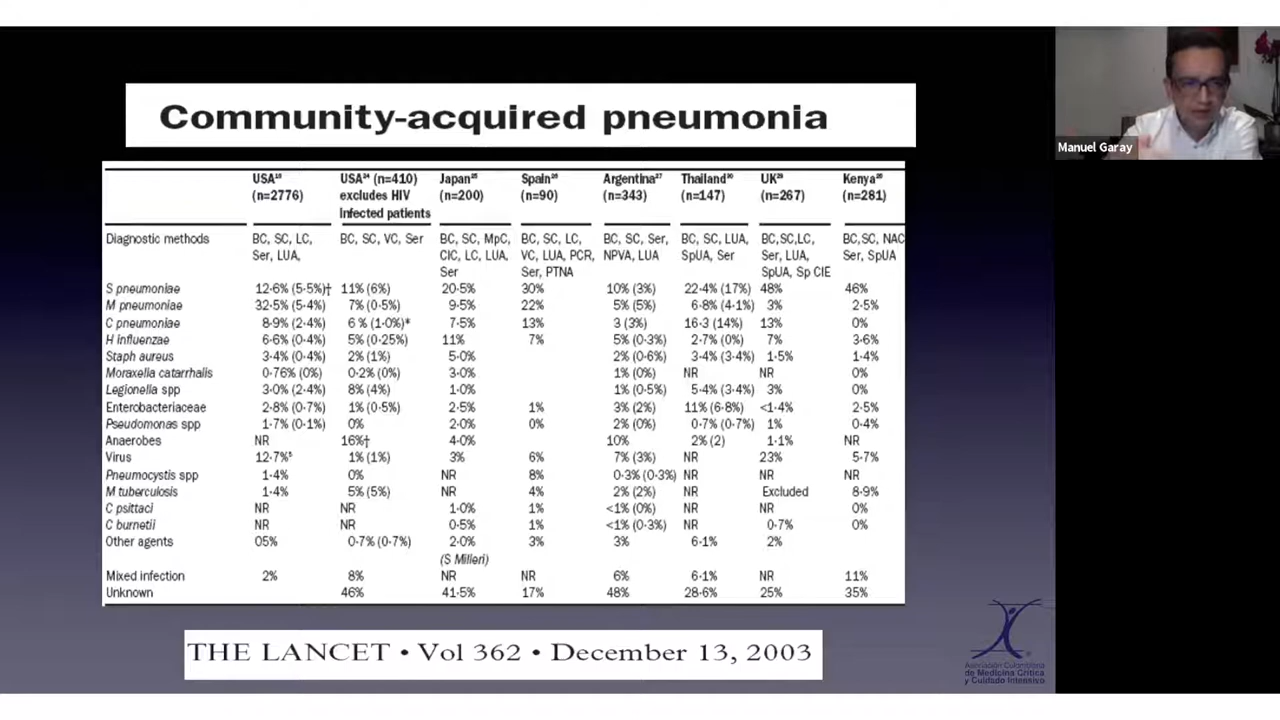 Community-acquired pneumonia
Manuel Garay
USA¹³ USA²⁴ (n=410) Japan²⁵ Spain²⁶ Argentina²⁷ Thailand³⁰ UK²⁹ Kenya²⁸
(n=2776) excludes HIV (n=200) (n=90) (n=343) (n=147) (n=267) (n=281)
Infected patients
Diagnostic methods BC, SC, LC, BC, SC, VC, Ser BC, SC, MpC, BC, SC, LC, BC, SC, Ser, BC, SC, LUA, BC,SC,LC, BC,SC, NAC
Ser, LUA, ClC, LC, LUA, VC, LUA, PCR, NPVA, LUA SpUA, Ser Ser, LUA, Ser, SpUA
Ser Ser, PTNA SpUA, Sp CIE
S pneumoniae 12·6% (5·5%)† 11% (6%) 20·5% 30% 10% (3%) 22·4% (17%) 48% 46%
M pneumoniae 32·5% (5·4%) 7% (0·5%) 9·5% 22% 5% (5%) 6·8% (4·1%) 3% 2·5%
C pneumoniae 8·9% (2·4%) 6 % (1·0%)* 7·5% 13% 3 (3%) 16·3 (14%) 13% 0%
H influenzae 6·6% (0·4%) 5% (0·25%) 11% 7% 5% (0·3%) 2·7% (0%) 7% 3·6%
Staph aureus 3·4% (0·4%) 2% (1%) 5·0% 2% (0·6%) 3·4% (3·4%) 1·5% 1·4%
Moraxella catarrhalis 0·76% (0%) 0·2% (0%) 3·0% 1% (0%) NR NR 0%
Legionella spp 3·0% (2·4%) 8% (4%) 1·0% 1% (0·5%) 5·4% (3·4%) 3% 0%
Enterobacteriaceae 2·8% (0·7%) 1% (0·5%) 2·5% 1% 3% (2%) 11% (6·8%) <1·4% 2·5%
Pseudomonas spp 1·7% (0·1%) 0% 2·0% 0% 2% (0%) 0·7% (0·7%) 1% 0·4%
Anaerobes NR 16%† 4·0% 10% 2% (2) 1·1% NR
Virus 12·7%⁵ 1% (1%) 3% 6% 7% (3%) NR 23% 5·7%
Pneumocystis spp 1·4% 0% NR 8% 0·3% (0·3%) NR NR NR
M tuberculosis 1·4% 5% (5%) NR 4% 2% (2%) NR Excluded 8·9%
C psittaci NR NR 1·0% 1% <1% (0%) NR NR 0%
C burnetii NR NR 0·5% 1% <1% (0·3%) NR 0·7% 0%
Other agents 05% 0·7% (0·7%) 2·0% 3% 3% 6·1% 2%
(S Milleri)
Mixed infection 2% 8% NR NR 6% 6·1% NR 11%
Unknown 46% 41·5% 17% 48% 28·6% 25% 35%
THE LANCET • Vol 362 • December 13, 2003
Asociación Colombiana
de Medicina Crítica
y Cuidado Intensivo